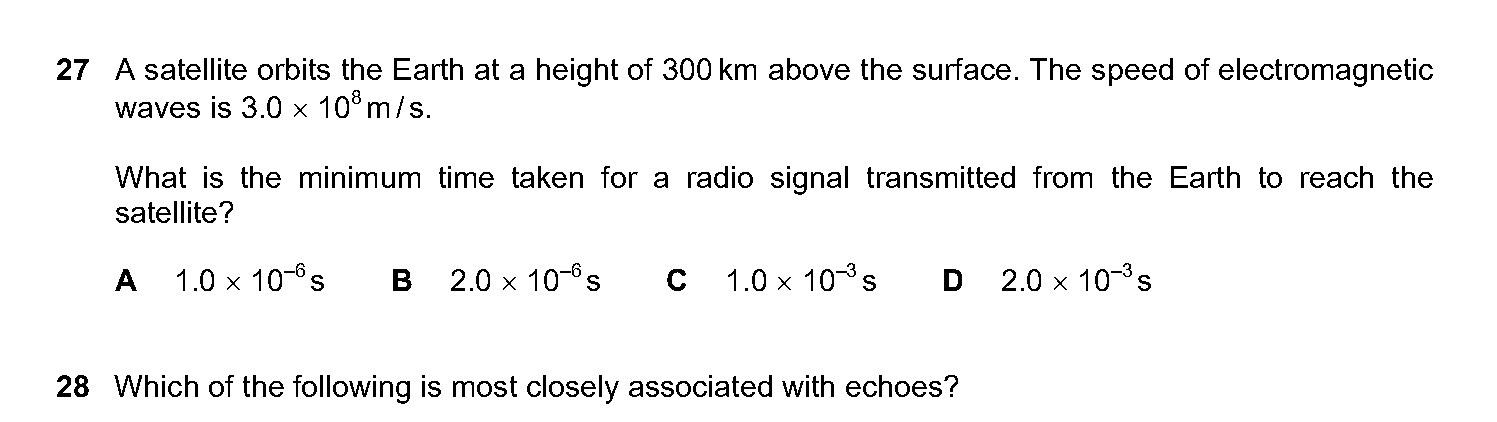 27 A satellite orbits the Earth at a height of 300 km above the surface. The speed of electromagnetic
waves is 3.0 × 10⁸ m / s.
What is the minimum time taken for a radio signal transmitted from the Earth to reach the
satellite?
A 1.0 × 10⁻⁶ s B 2.0 × 10⁻⁶ s C 1.0 × 10⁻³ s D 2.0 × 10⁻³ s
28 Which of the following is most closely associated with echoes?